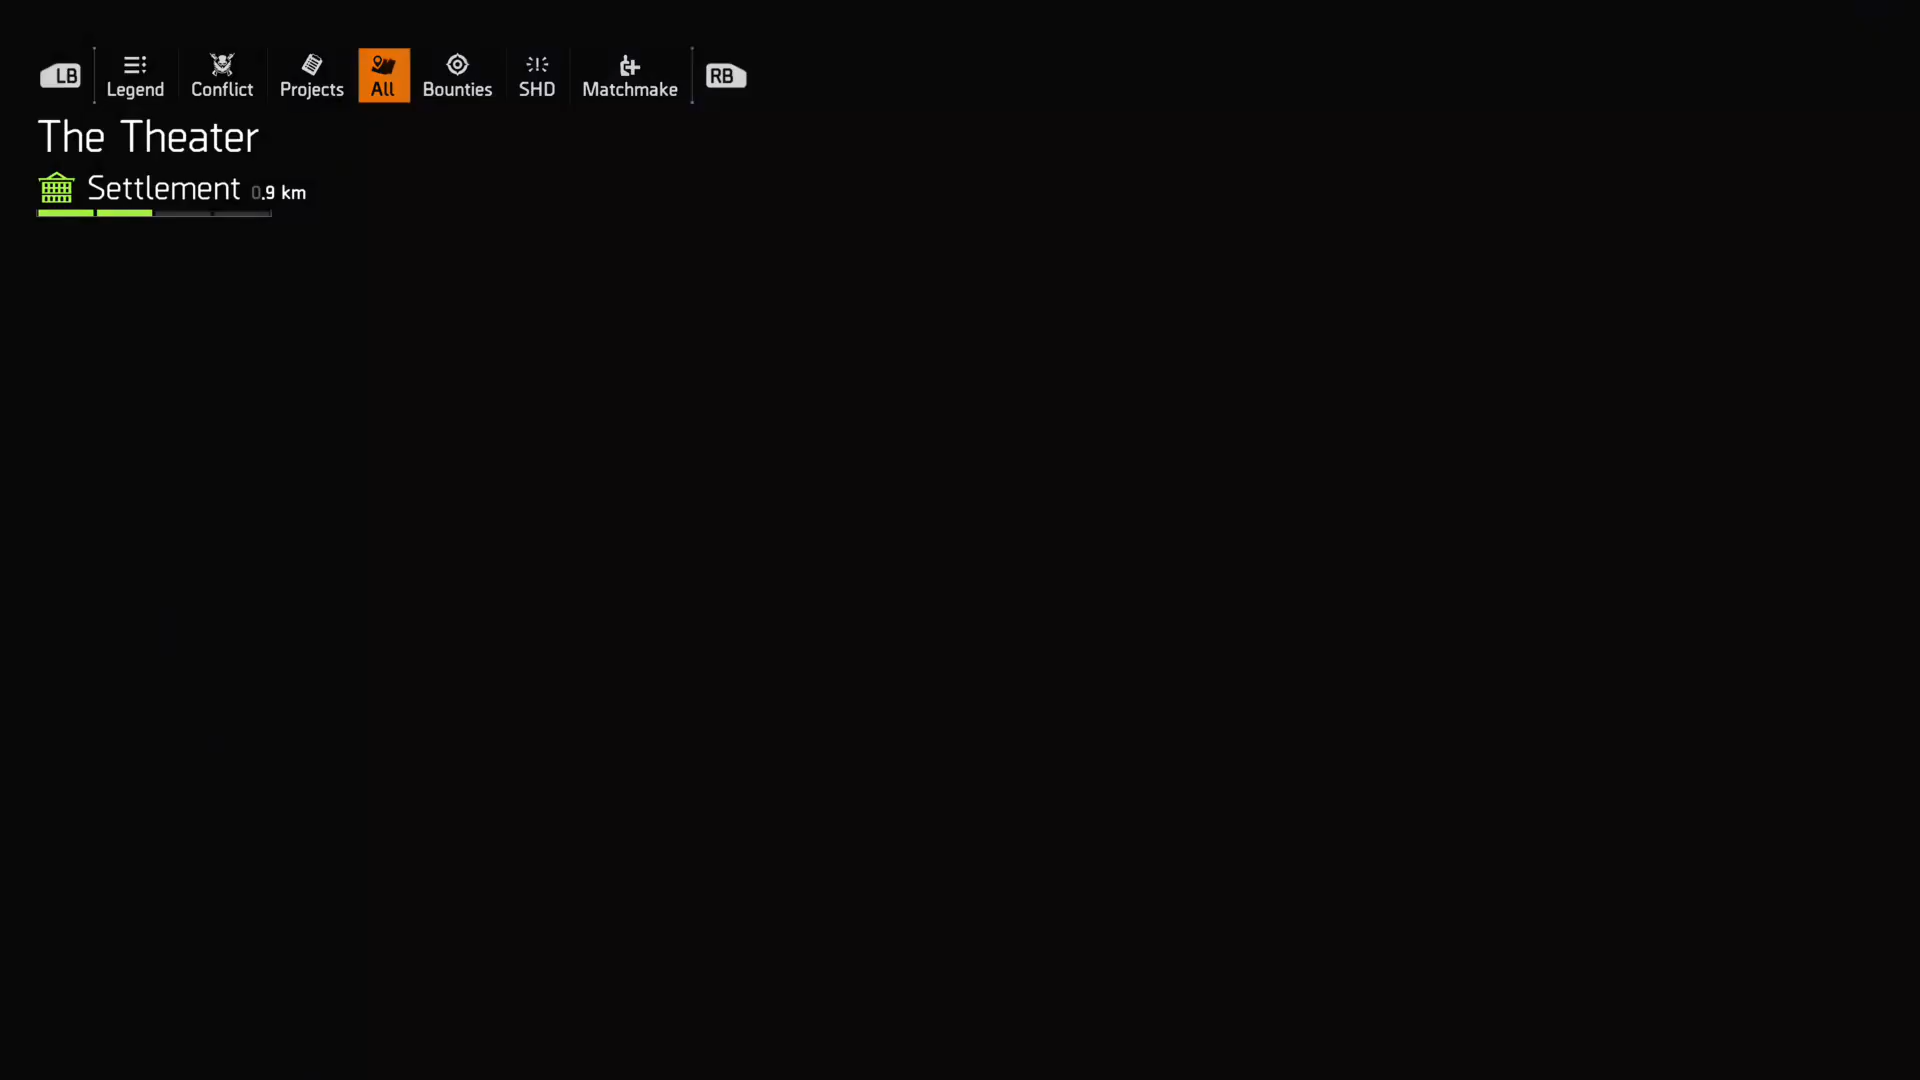 LB Legend Conflict Projects All Bounties SHD Matchmake RB
The Theater
Settlement 0.9 km